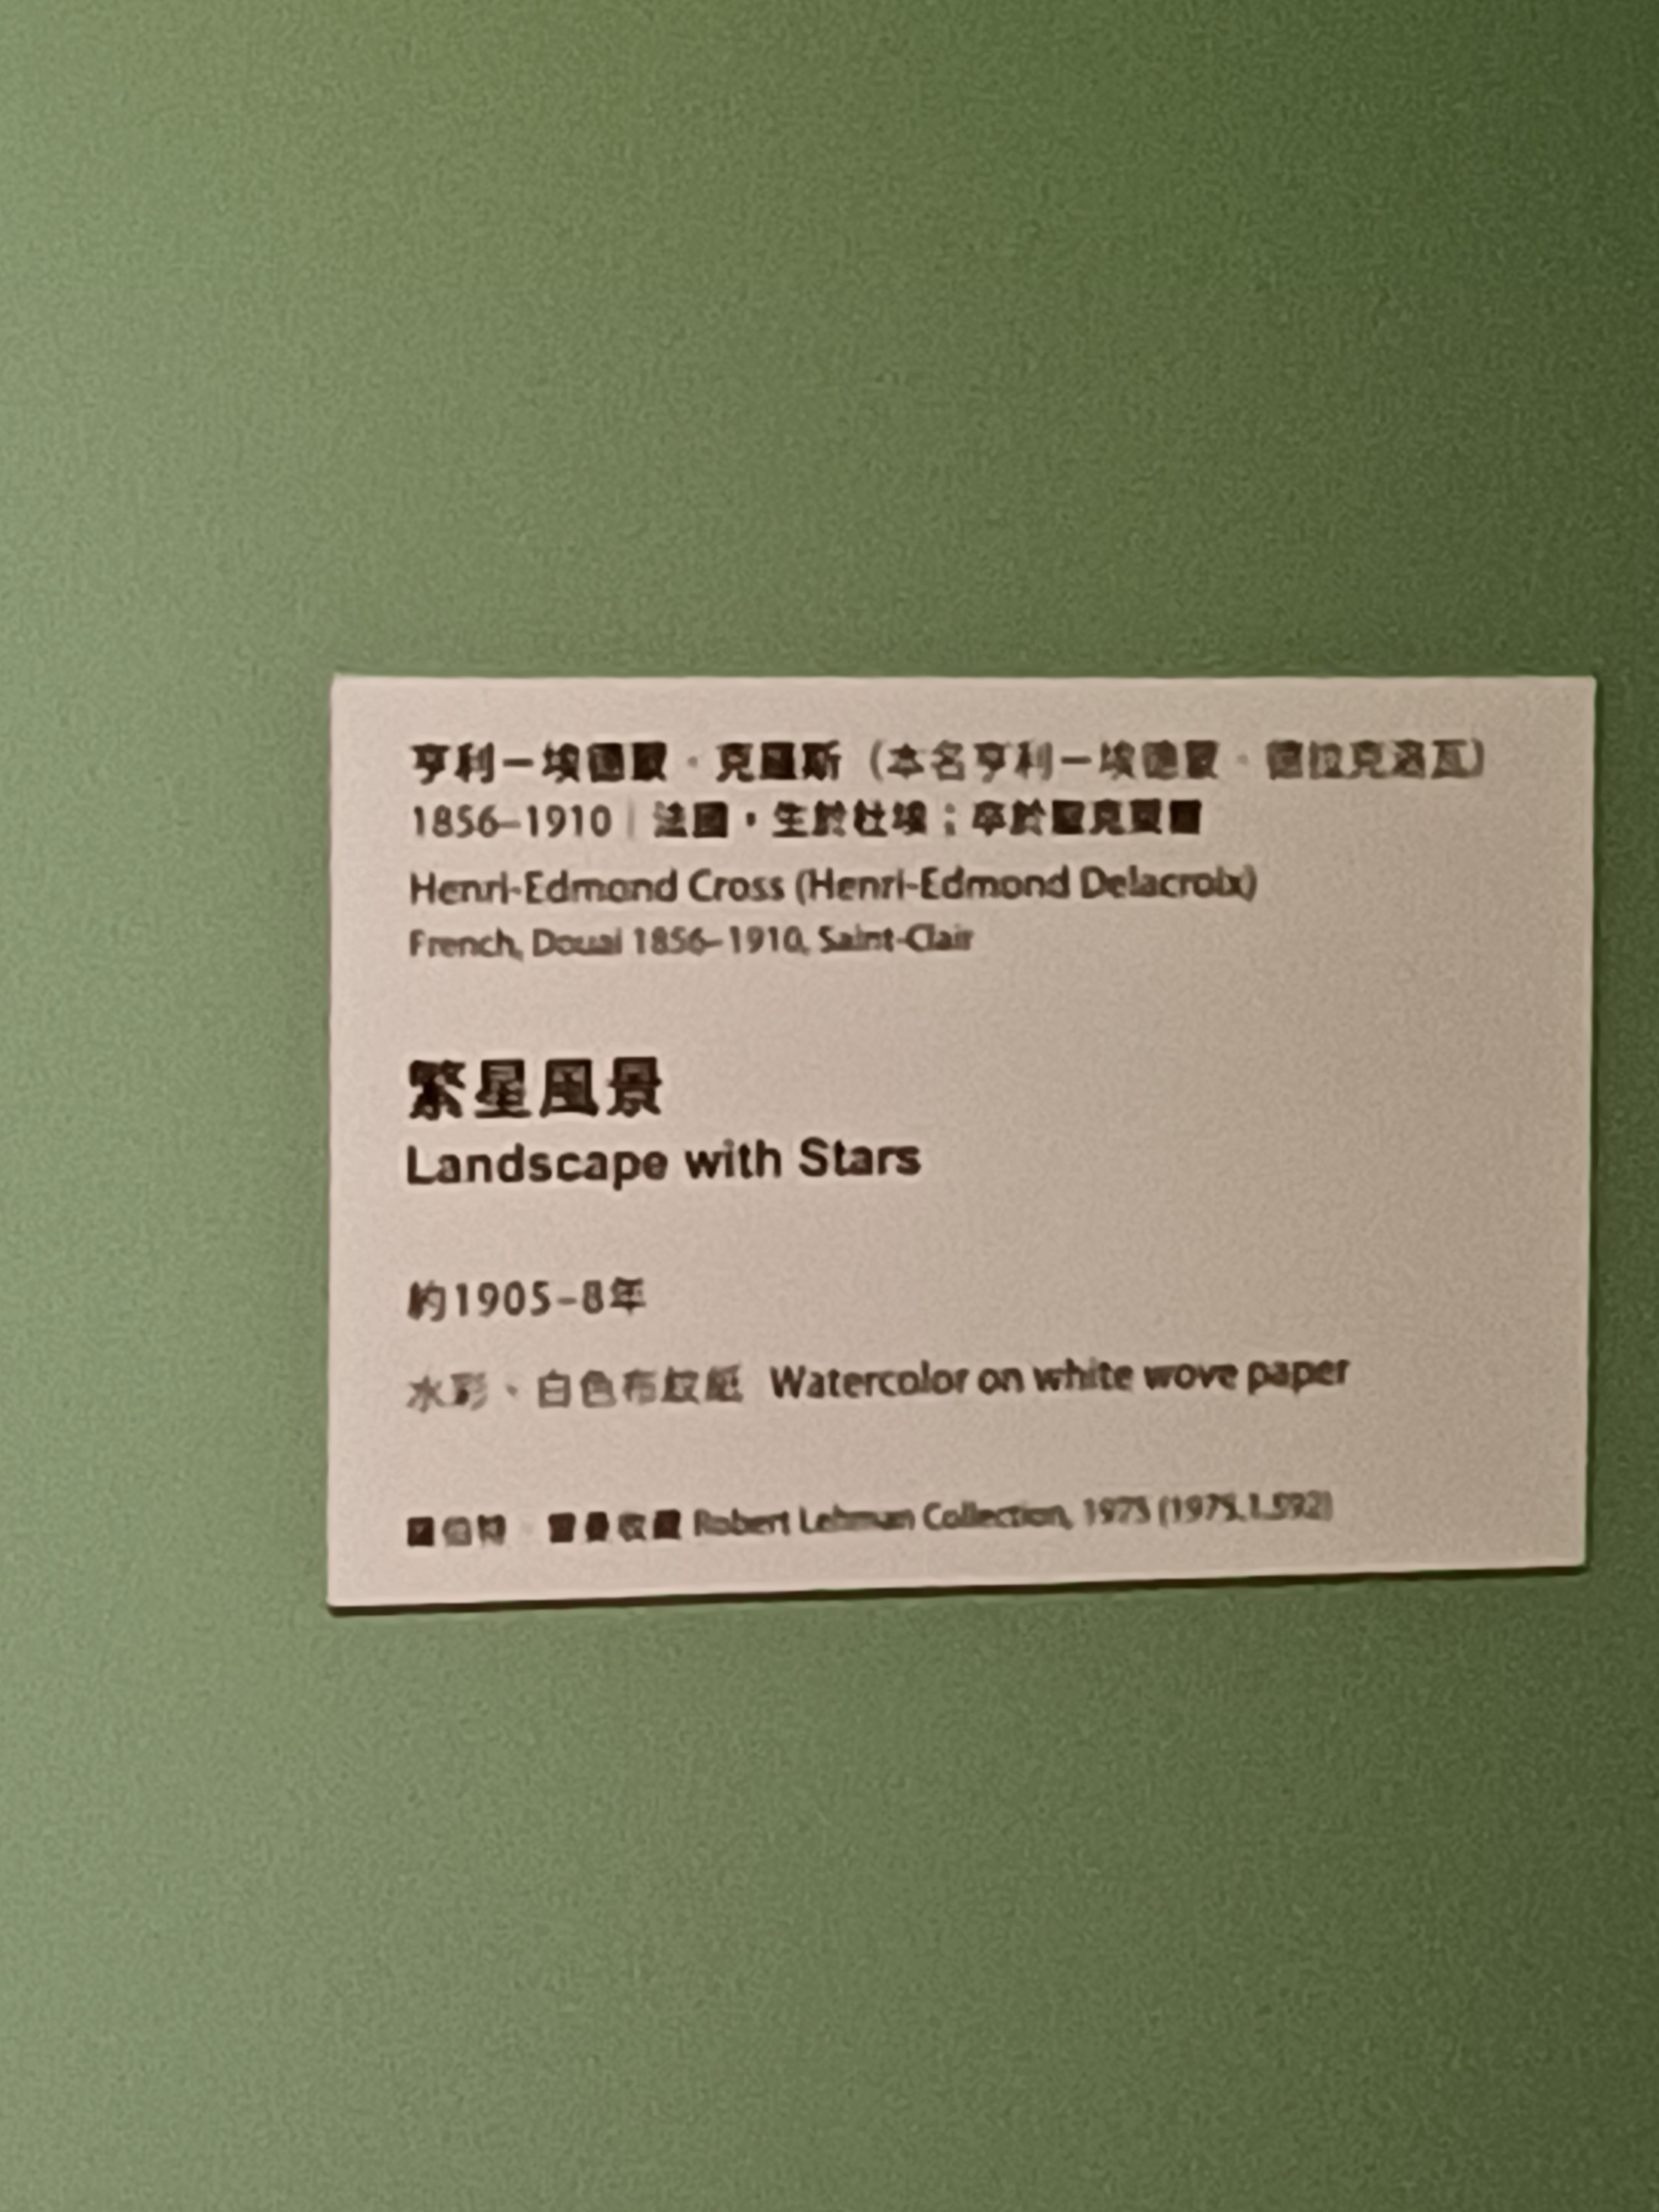 亨利－埃德蒙·克羅斯（本名亨利－埃德蒙·德拉克洛瓦）
1856–1910｜法國，生於杜埃；卒於聖克萊爾
Henri-Edmond Cross (Henri-Edmond Delacroix)
French, Douai 1856–1910, Saint-Clair
繁星風景
Landscape with Stars
約1905–8年
水彩、白色布紋紙 Watercolor on white wove paper
Robert Lehman Collection, 1975 (1975.1.592)